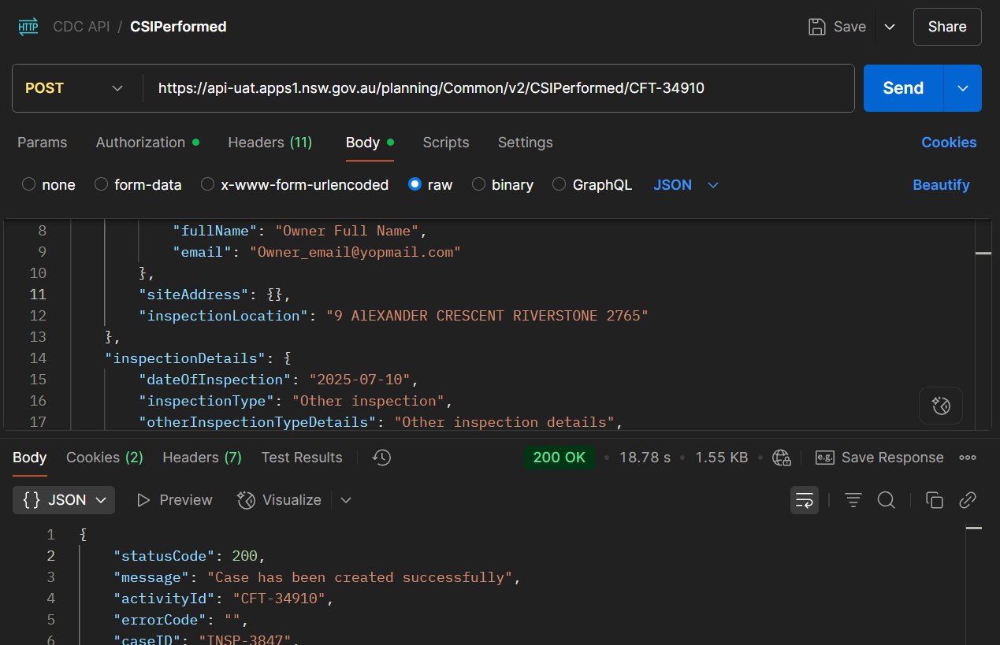 HTTP CDC API / CSIPerformed Save Share
POST https://api-uat.apps1.nsw.gov.au/planning/Common/v2/CSIPerformed/CFT-34910 Send
Params Authorization Headers (11) Body Scripts Settings Cookies
none form-data x-www-form-urlencoded raw binary GraphQL JSON Beautify
8 "fullName": "Owner Full Name",
9 "email": "Owner_email@yopmail.com"
10 },
11 "siteAddress": {},
12 "inspectionLocation": "9 AlEXANDER CRESCENT RIVERSTONE 2765"
13 },
14 "inspectionDetails": {
15 "dateOfInspection": "2025-07-10",
16 "inspectionType": "Other inspection",
17 "otherInspectionTypeDetails": "Other inspection details",
Body Cookies (2) Headers (7) Test Results 200 OK • 18.78 s • 1.55 KB • e.g. Save Response
{} JSON Preview Visualize
1 {
2 "statusCode": 200,
3 "message": "Case has been created successfully",
4 "activityId": "CFT-34910",
5 "errorCode": "",
6 "caseID": "INSP-3847",